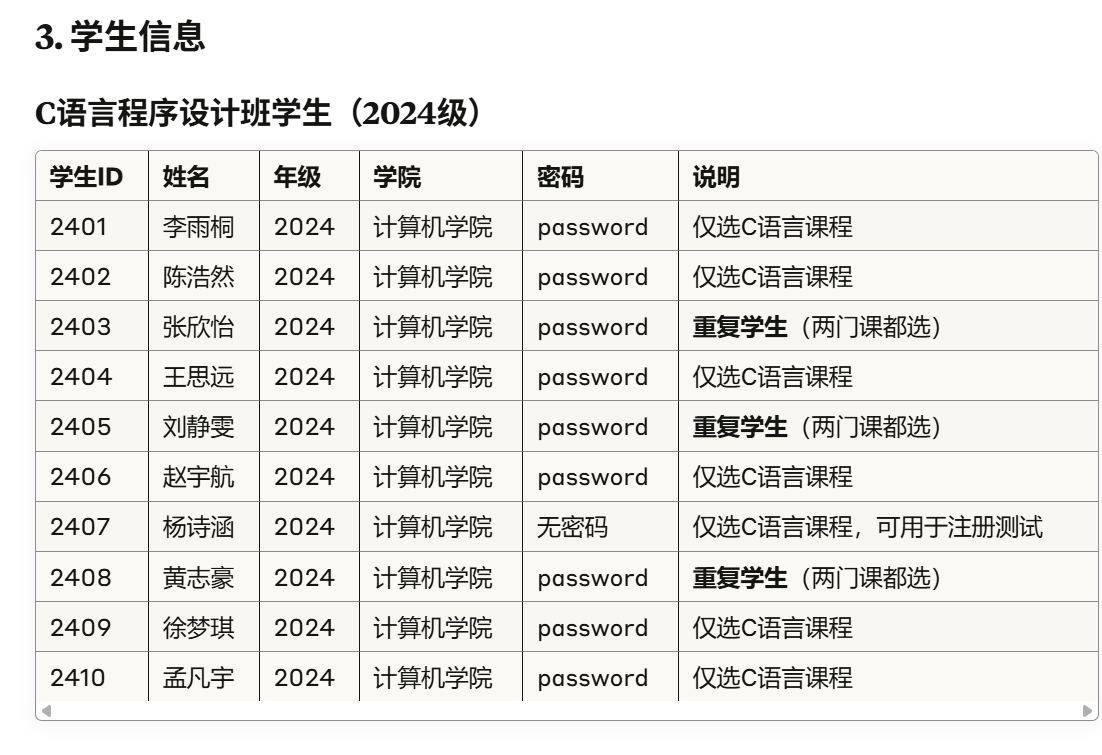 3. 学生信息
C语言程序设计班学生（2024级）
学生ID 姓名 年级 学院 密码 说明
2401 李雨桐 2024 计算机学院 password 仅选C语言课程
2402 陈浩然 2024 计算机学院 password 仅选C语言课程
2403 张欣怡 2024 计算机学院 password 重复学生（两门课都选）
2404 王思远 2024 计算机学院 password 仅选C语言课程
2405 刘静雯 2024 计算机学院 password 重复学生（两门课都选）
2406 赵宇航 2024 计算机学院 password 仅选C语言课程
2407 杨诗涵 2024 计算机学院 无密码 仅选C语言课程，可用于注册测试
2408 黄志豪 2024 计算机学院 password 重复学生（两门课都选）
2409 徐梦琪 2024 计算机学院 password 仅选C语言课程
2410 孟凡宇 2024 计算机学院 password 仅选C语言课程